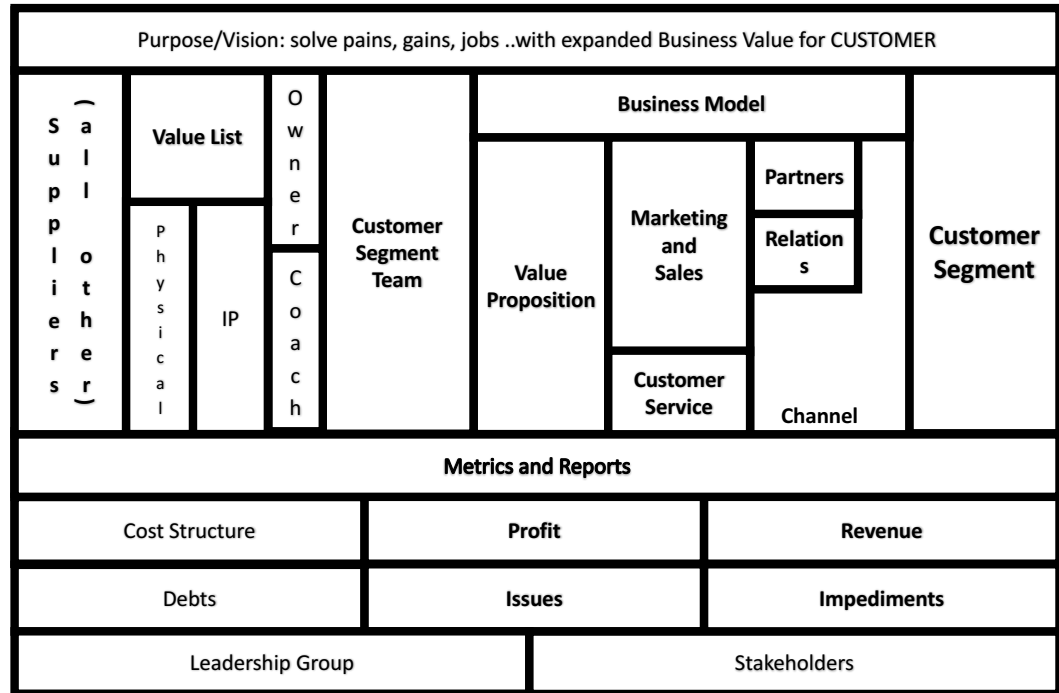 Purpose/Vision: solve pains, gains, jobs ..with expanded Business Value for CUSTOMER
Suppliers
(all other)
Value List
Physical
IP
Owner
Coach
Customer
Segment
Team
Business Model
Value
Proposition
Marketing
and
Sales
Customer
Service
Partners
Relation
s
Channel
Customer
Segment
Metrics and Reports
Cost Structure
Profit
Revenue
Debts
Issues
Impediments
Leadership Group
Stakeholders